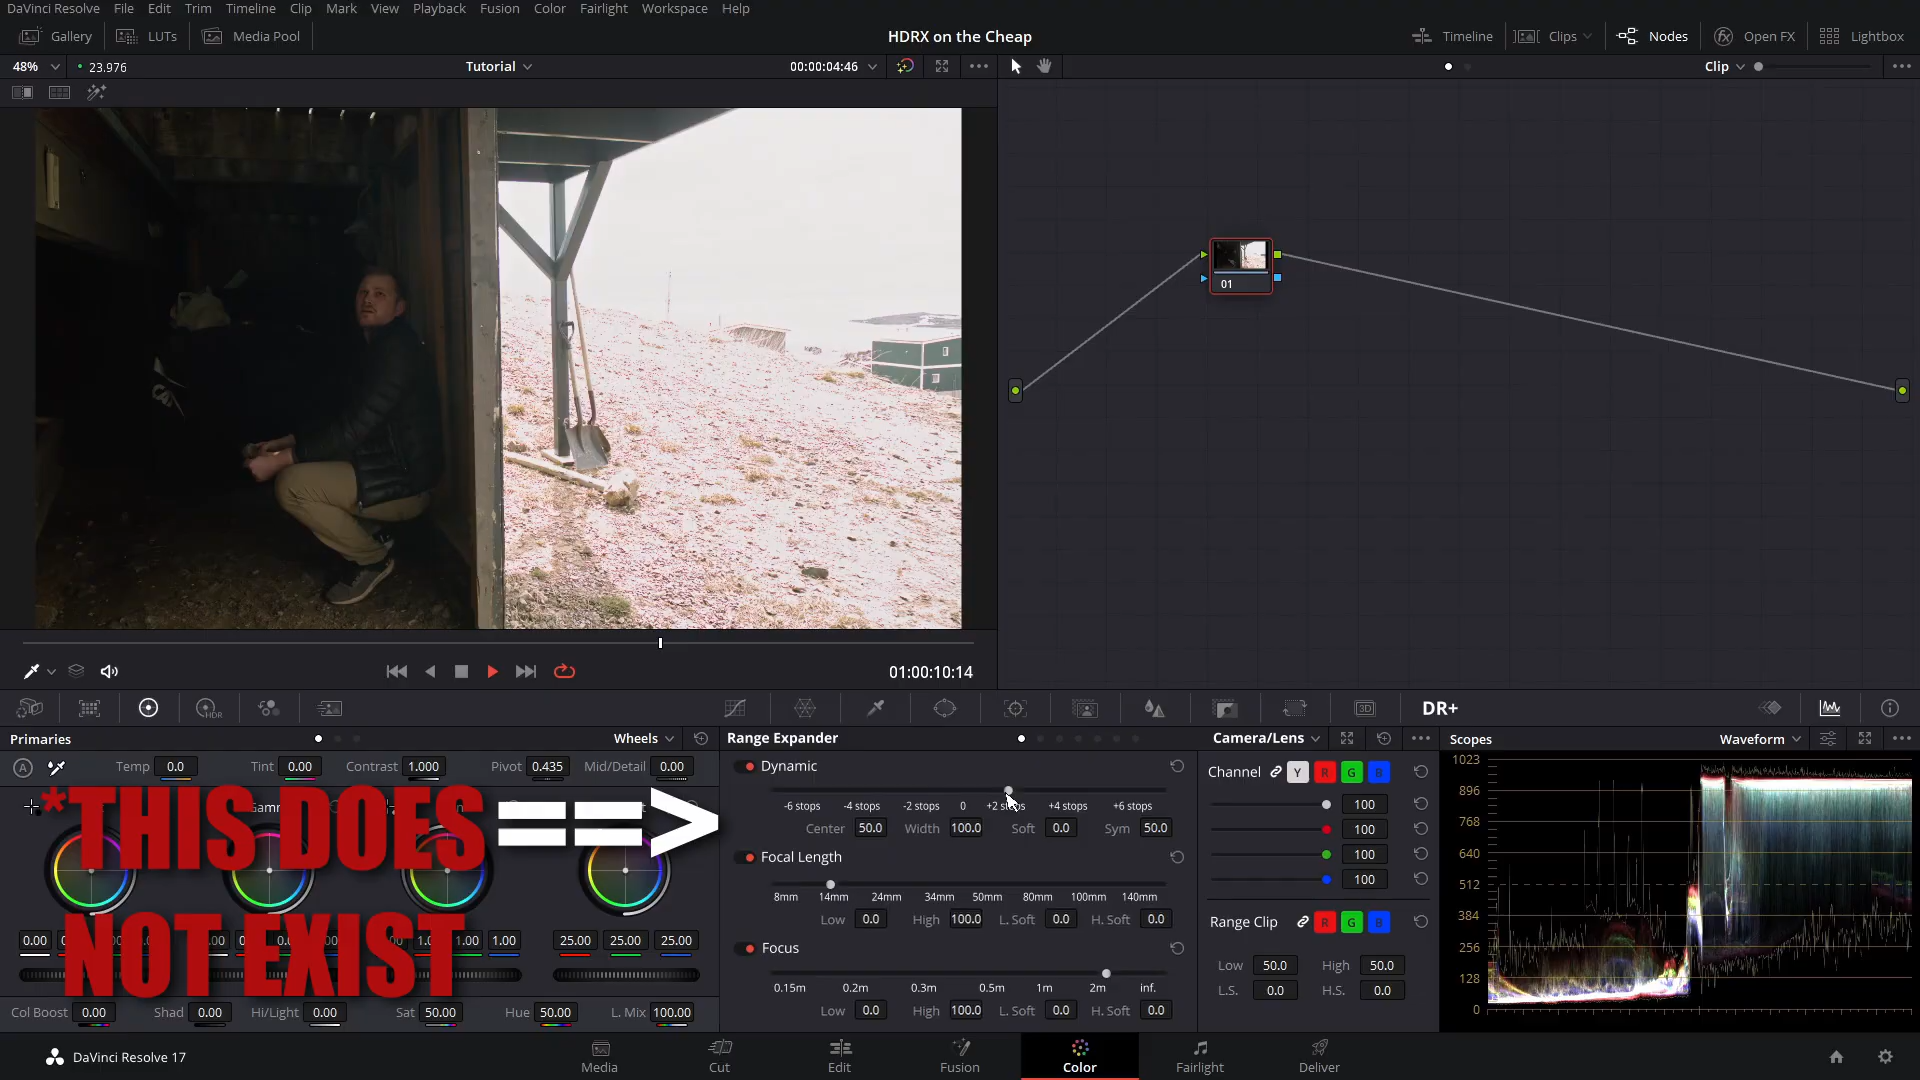 DaVinci Resolve File Edit Trim Timeline Clip Mark View Playback Fusion Color Fairlight Workspace Help
Gallery LUTs Media Pool HDRX on the Cheap Timeline Clips Nodes fx Open FX Lightbox
48% 23.976 Tutorial 00:00:04:46 Clip
01
01:00:10:14
HDR 3D DR+
Primaries Wheels
A Temp 0.0 Tint 0.00 Contrast 1.000 Pivot 0.435 Mid/Detail 0.00
*THIS DOES ==>
NOT EXIST
0.00 1.00 1.00 25.00 25.00 25.00
Col Boost 0.00 Shad 0.00 Hi/Light 0.00 Sat 50.00 Hue 50.00 L. Mix 100.00
Range Expander
Dynamic
-6 stops -4 stops -2 stops 0 +2 stops +4 stops +6 stops
Center 50.0 Width 100.0 Soft 0.0 Sym 50.0
Focal Length
8mm 14mm 24mm 34mm 50mm 80mm 100mm 140mm
Low 0.0 High 100.0 L. Soft 0.0 H. Soft 0.0
Focus
0.15m 0.2m 0.3m 0.5m 1m 2m inf.
Low 0.0 High 100.0 L. Soft 0.0 H. Soft 0.0
Camera/Lens
Channel Y R G B
100
100
100
100
Range Clip R G B
Low 50.0 High 50.0
L.S. 0.0 H.S. 0.0
Scopes Waveform
1023
896
768
640
512
384
256
128
0
DaVinci Resolve 17 Media Cut Edit Fusion Color Fairlight Deliver